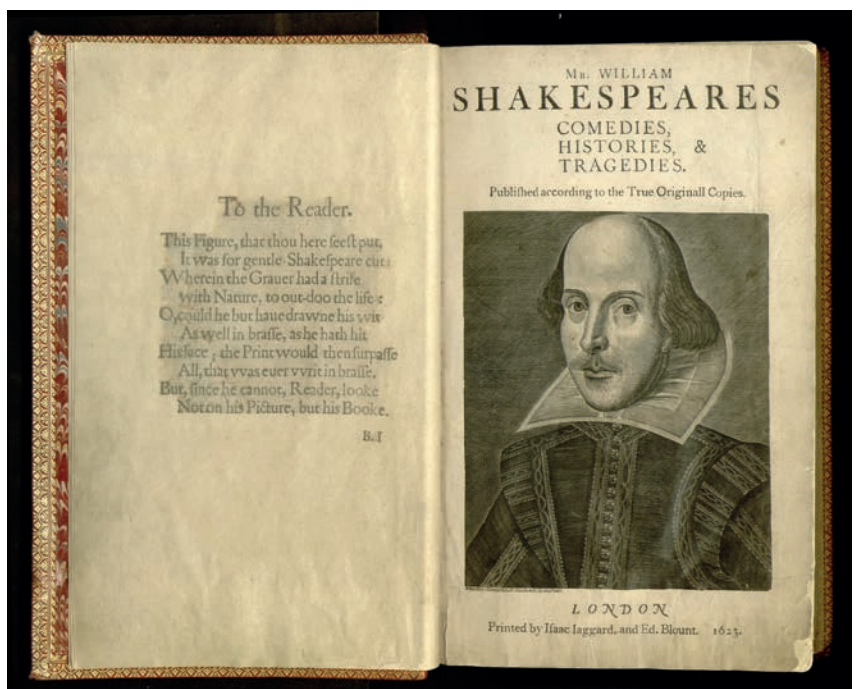 To the Reader.
This Figure, that thou here seeſt put,
It was for gentle Shakeſpeare cut:
Wherein the Grauer had a ſtrife
with Nature, to out-doo the life :
O, could he but haue drawne his wit
As well in braſſe, as he hath hit
His face ; the Print would then ſurpaſſe
All, that vvas euer vvrit in braſſe.
But, ſince he cannot, Reader, looke
Not on his Picture, but his Booke.
B. I
Mr. WILLIAM
SHAKESPEARES
COMEDIES,
HISTORIES, &
TRAGEDIES.
Publiſhed according to the True Originall Copies.
LONDON
Printed by Iſaac Iaggard, and Ed. Blount. 1623.